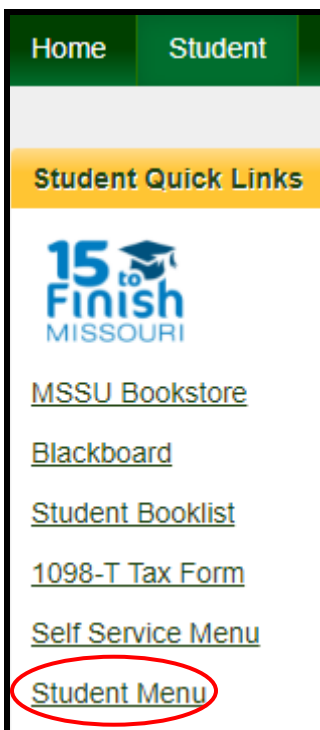 Home Student
Student Quick Links
15 to
Finish
MISSOURI
MSSU Bookstore
Blackboard
Student Booklist
1098-T Tax Form
Self Service Menu
Student Menu